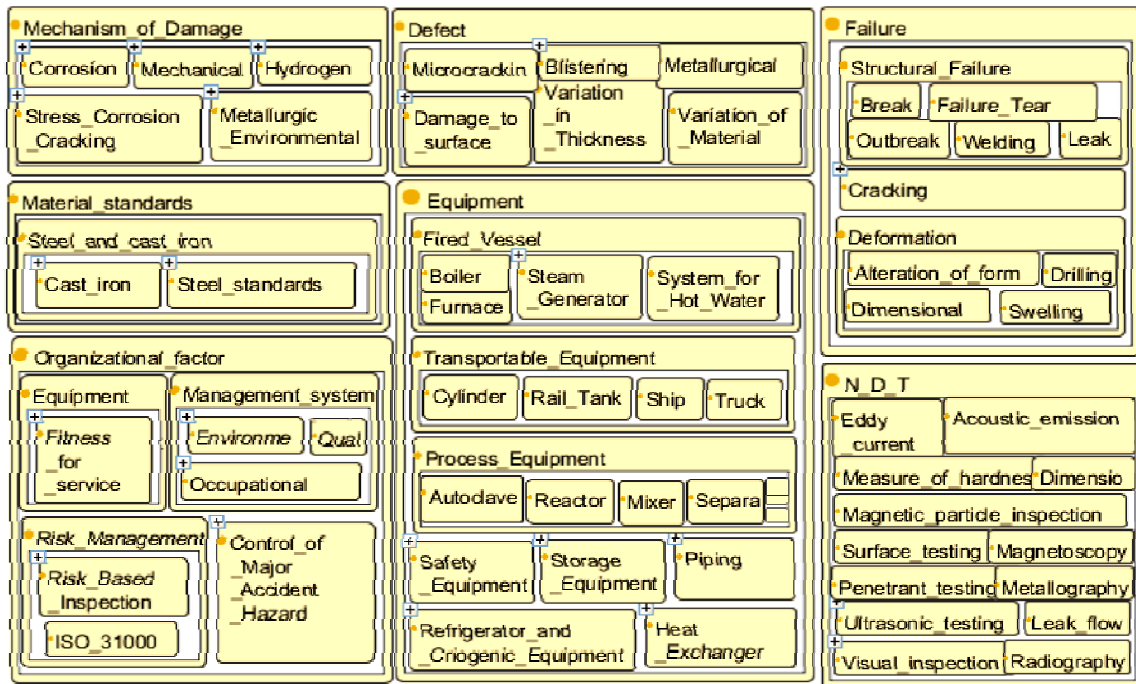 Mechanism_of_Damage
Corrosion
Mechanical
Hydrogen
Stress_Corrosion
_Cracking
Metallurgic
_Environmental
Material_standards
Steel_and_cast_iron
Cast_iron
Steel_standards
Organizational_factor
Equipment
Fitness
_for
_service
Management_system
Environme
Qual
Occupational
Risk_Management
Risk_Based
_Inspection
ISO_31000
Control_of
_Major
_Accident
_Hazard
Defect
Microcrackin
Blistering
Metallurgical
Damage_to
_surface
Variation
_in
_Thickness
Variation_of
_Material
Equipment
Fired_Vessel
Boiler
Furnace
Steam
_Generator
System_for
_Hot_Water
Transportable_Equipment
Cylinder
Rail_Tank
Ship
Truck
Process_Equipment
Autoclave
Reactor
Mixer
Separa
Safety
_Equipment
Storage
_Equipment
Piping
Refrigerator_and
_Criogenic_Equipment
Heat
_Exchanger
Failure
Structural_Failure
Break
Failure_Tear
Outbreak
Welding
Leak
Cracking
Deformation
Alteration_of_form
Drilling
Dimensional
Swelling
N_D_T
Eddy
_current
Acoustic_emission
Measure_of_hardnes
Dimensio
Magnetic_particle_inspection
Surface_testing
Magnetoscopy
Penetrant_testing
Metallography
Ultrasonic_testing
Leak_flow
Visual_inspection
Radiography